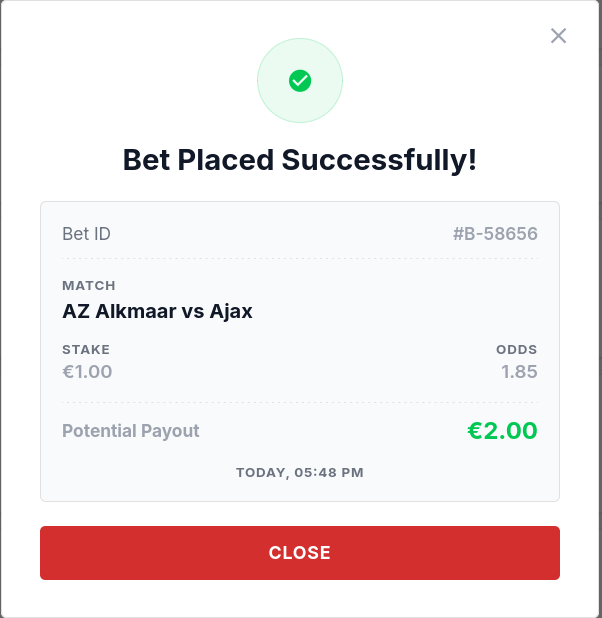 Bet Placed Successfully!
Bet ID #B-58656
MATCH
AZ Alkmaar vs Ajax
STAKE ODDS
€1.00 1.85
Potential Payout €2.00
TODAY, 05:48 PM
CLOSE